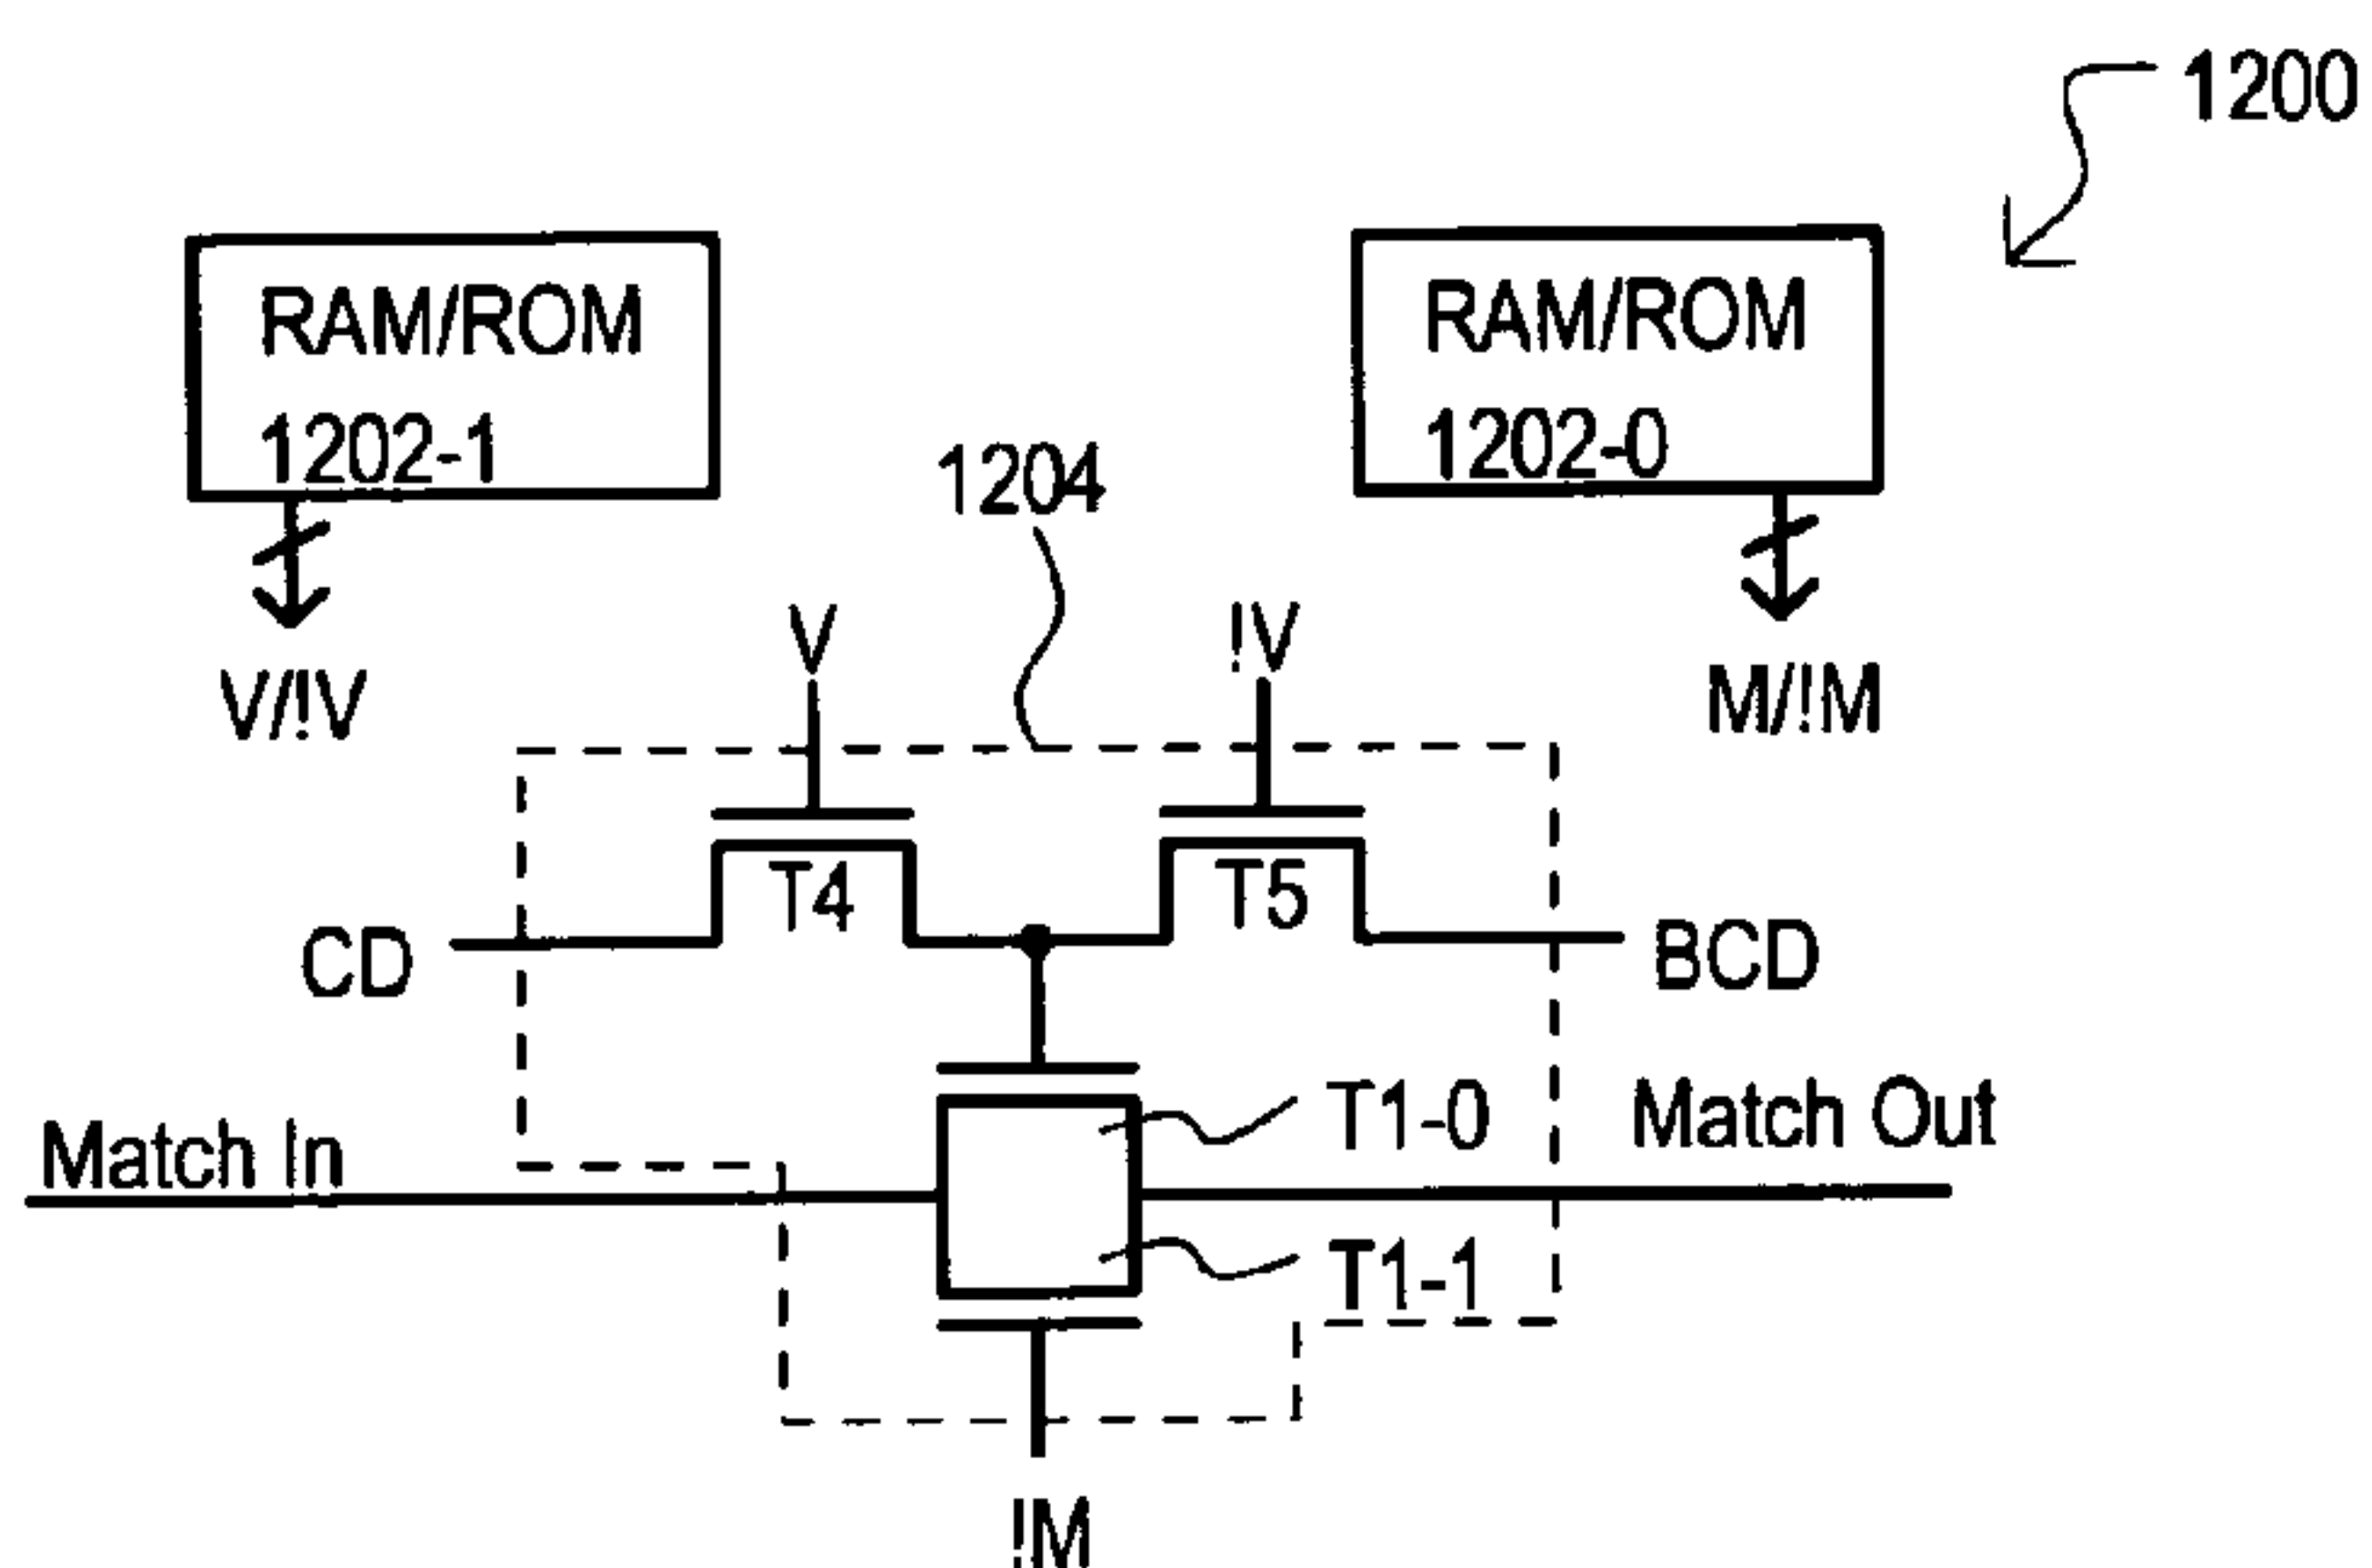 1200
RAM/ROM
1202-1
RAM/ROM
1202-0
1204
V/!V
V
!V
M/!M
T4
T5
CD
BCD
Match In
T1-0
Match Out
T1-1
!M